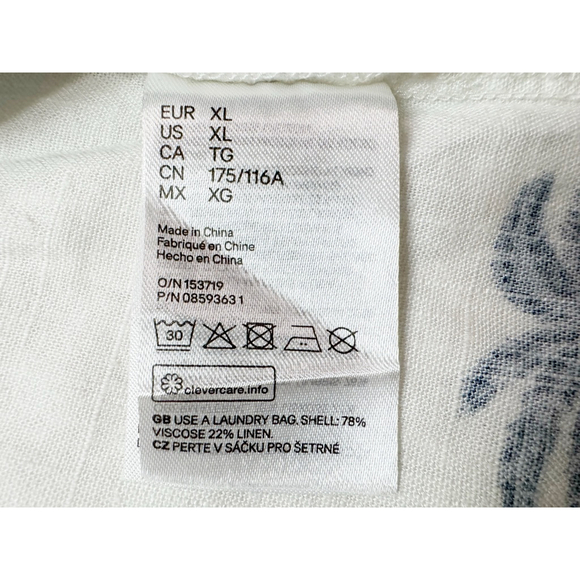 EUR XL
US XL
CA TG
CN 175/116A
MX XG
Made in China
Fabriqué en Chine
Hecho en China
O/N 153719
P/N 0859363 1
30
clevercare.info
GB USE A LAUNDRY BAG. SHELL: 78%
VISCOSE 22% LINEN.
CZ PERTE V SÁČKU PRO ŠETRNÉ